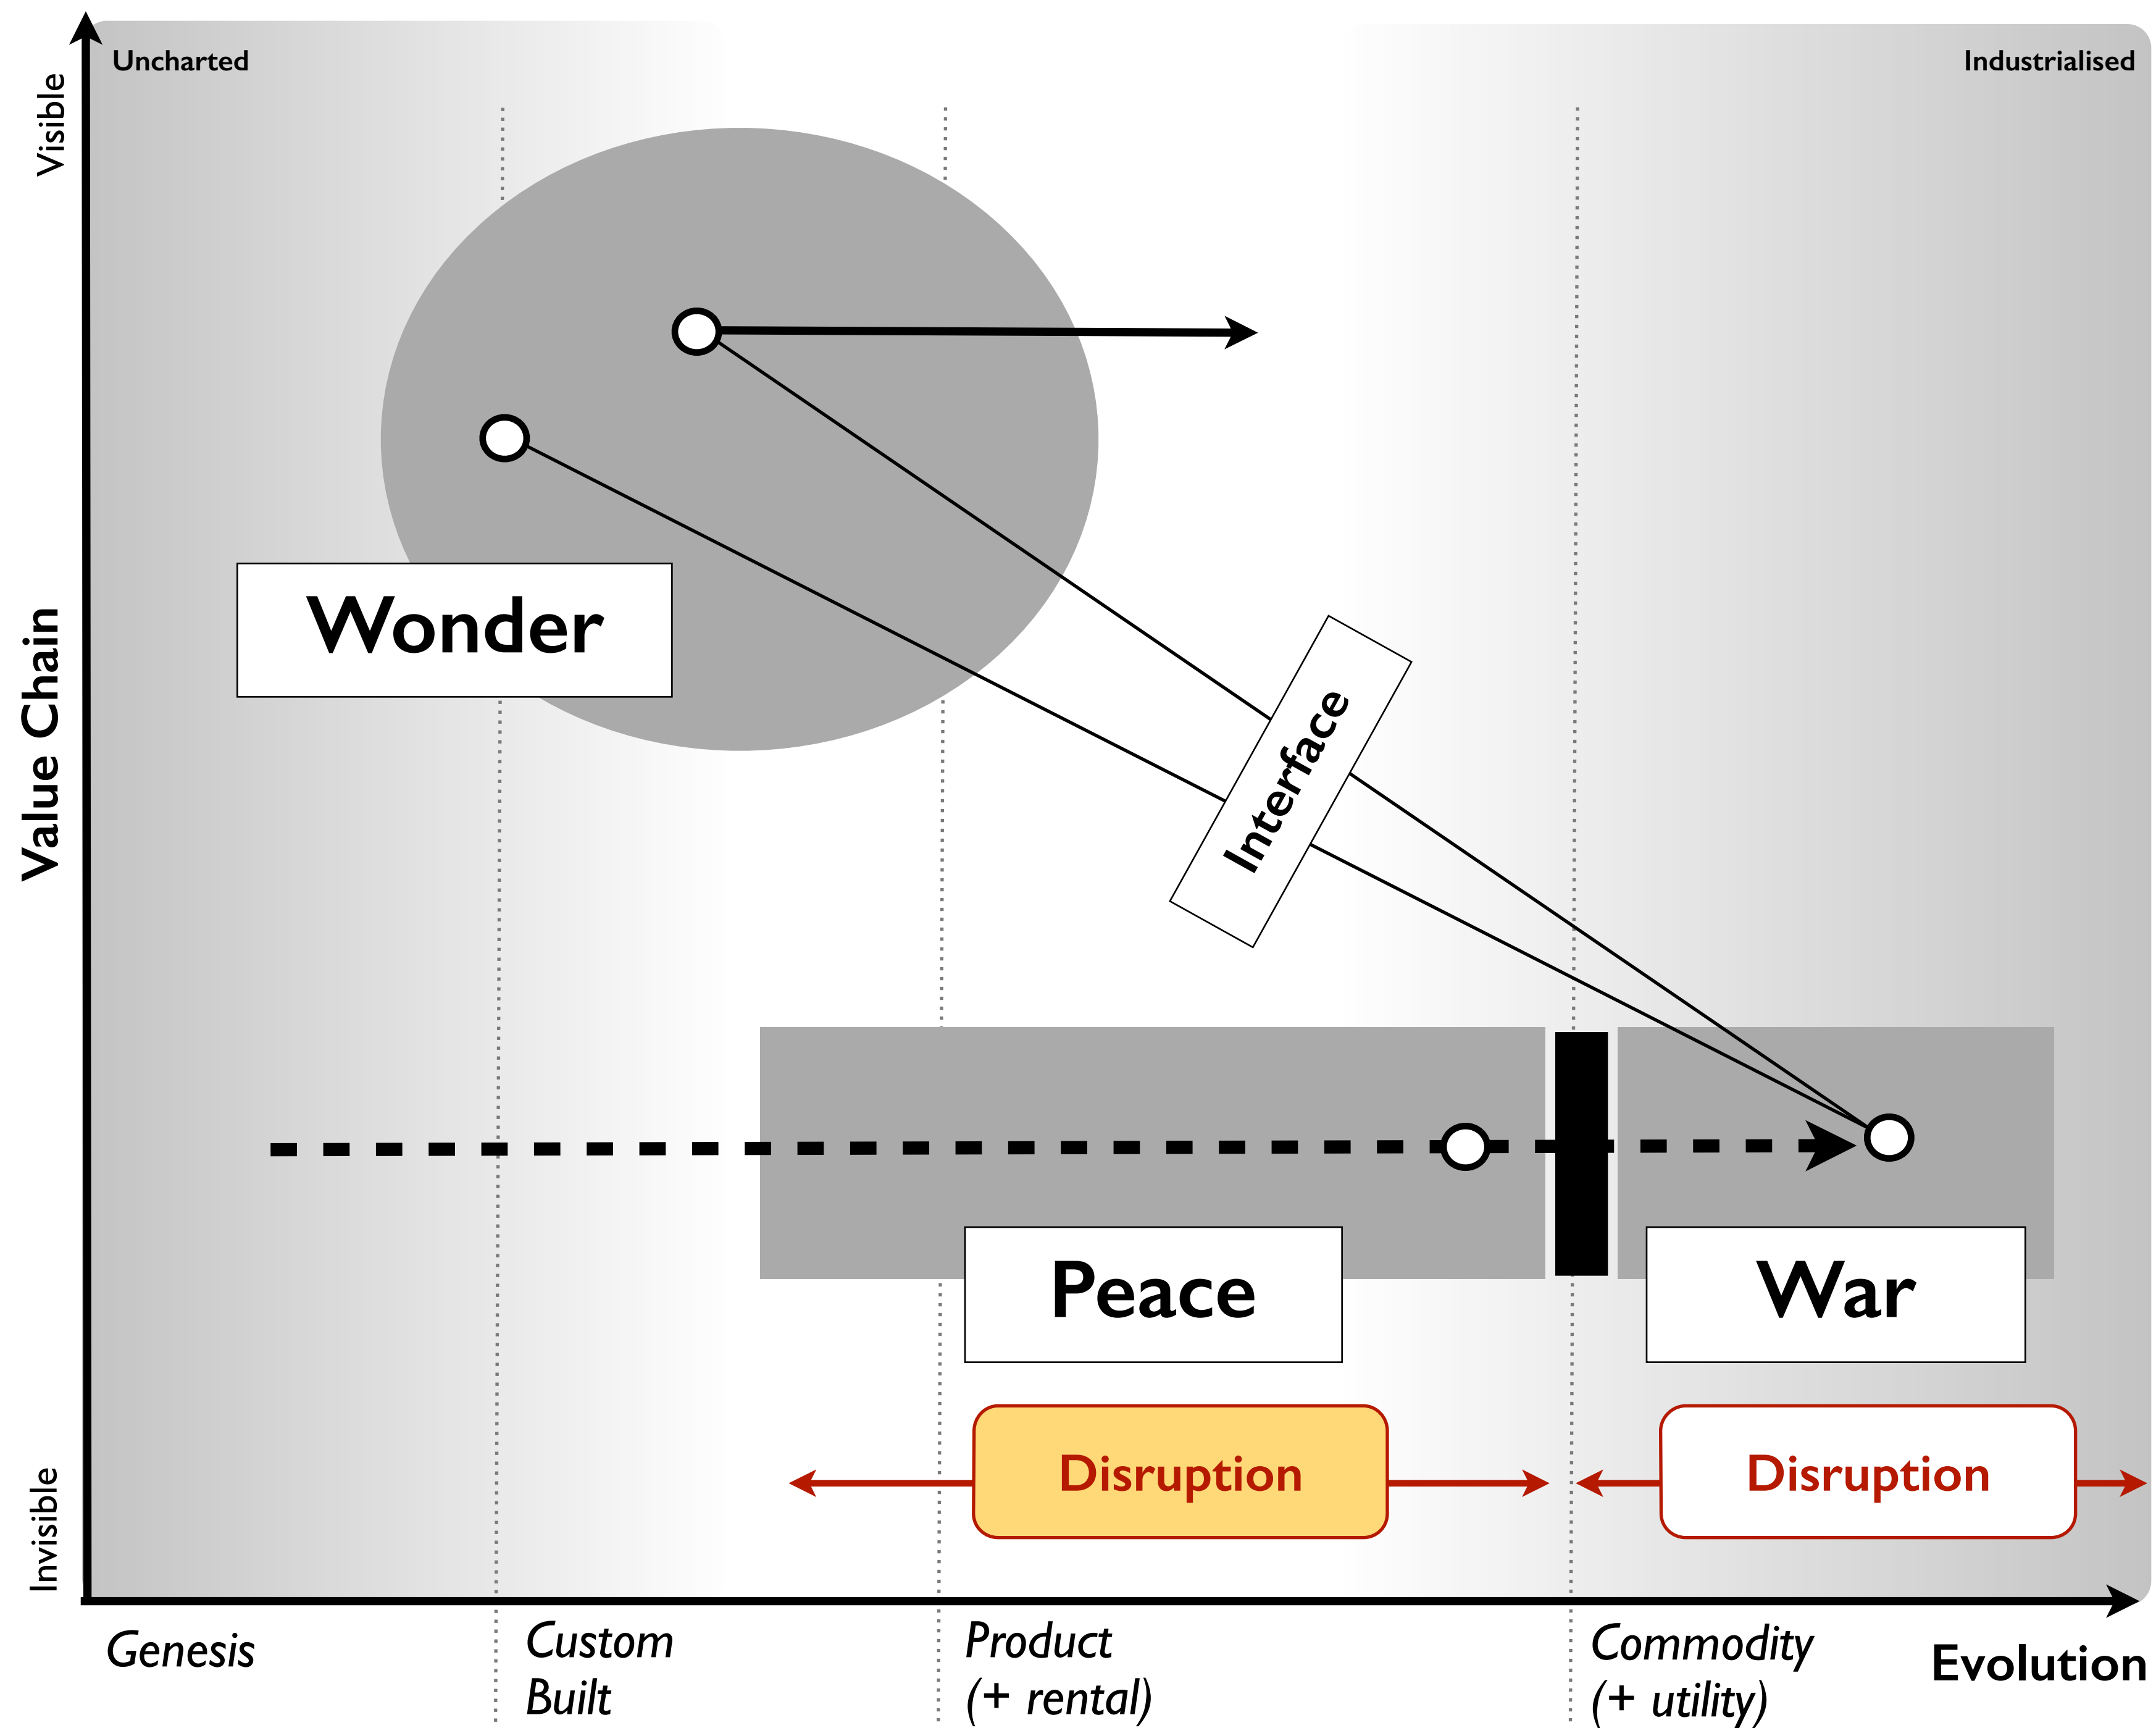 Uncharted
Industrialised
Visible
Value Chain
Invisible
Wonder
Interface
Peace
War
Disruption
Disruption
Genesis
Custom
Built
Product
(+ rental)
Commodity
(+ utility)
Evolution